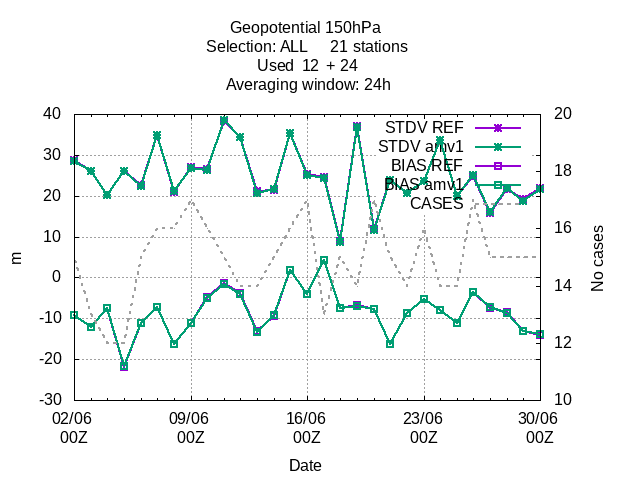 Geopotential 150hPa
Selection: ALL     21 stations
Used  12  + 24
Averaging window: 24h
40
30
20
10
0
-10
-20
-30
m
20
18
16
14
12
10
No cases
STDV REF
STDV amv1
BIAS REF
BIAS amv1
CASES
02/06
00Z
09/06
00Z
16/06
00Z
23/06
00Z
30/06
00Z
Date